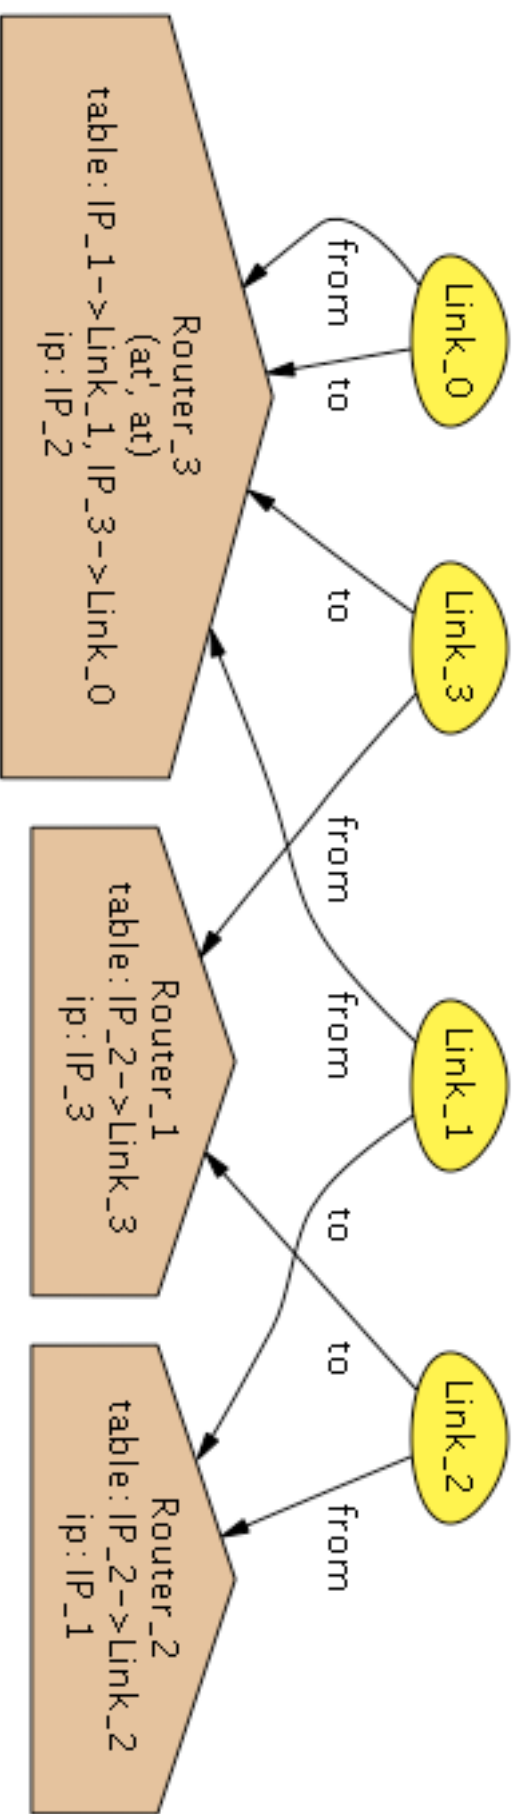 Link_0
Link_3
Link_1
Link_2
from
to
to
from
from
to
to
from
Router_3
(at', at)
table: IP_1->Link_1, IP_3->Link_0
ip: IP_2
Router_1
table: IP_2->Link_3
ip: IP_3
Router_2
table: IP_2->Link_2
ip: IP_1